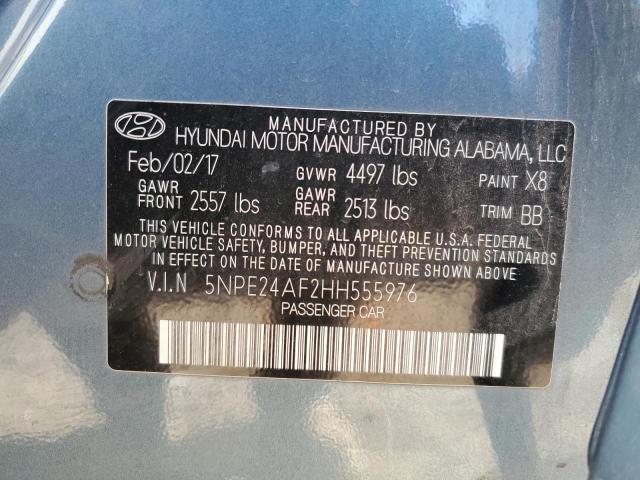 MANUFACTURED BY
HYUNDAI MOTOR MANUFACTURING ALABAMA, LLC
Feb/02/17 GVWR 4497 lbs PAINT X8
GAWR FRONT 2557 lbs GAWR REAR 2513 lbs TRIM BB
THIS VEHICLE CONFORMS TO ALL APPLICABLE U.S.A. FEDERAL
MOTOR VEHICLE SAFETY, BUMPER, AND THEFT PREVENTION
STANDARDS IN EFFECT ON THE DATE OF MANUFACTURE SHOWN ABOVE.
V.I.N 5NPE24AF2HH555976
PASSENGER CAR